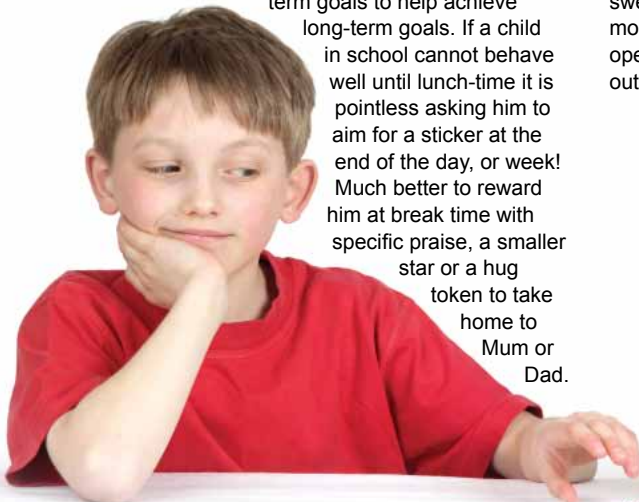 term goals to help achieve
long-term goals. If a child
in school cannot behave
well until lunch-time it is
pointless asking him to
aim for a sticker at the
end of the day, or week!
Much better to reward
him at break time with
specific praise, a smaller
star or a hug
token to take
home to
Mum or
Dad.
out